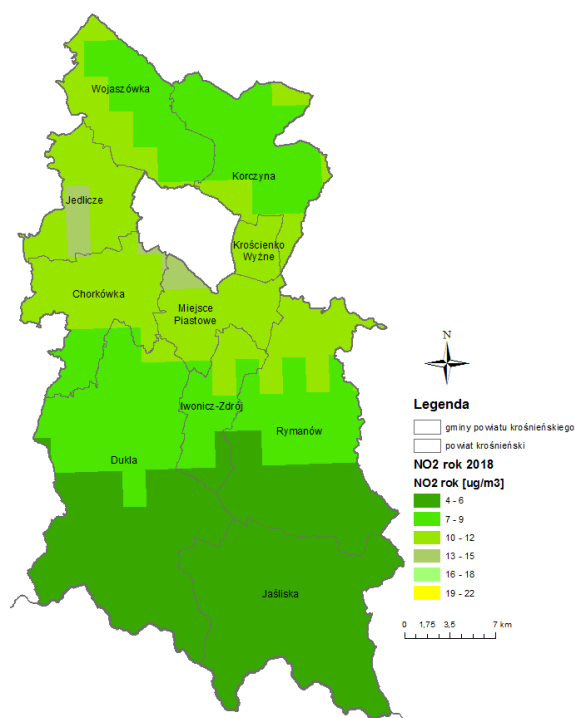 Wojaszówka
Korczyna
Jedlicze
Krościenko
Wyżne
Chorkówka
Miejsce
Piastowe
N
Iwonicz-Zdrój
Rymanów
Dukla
Jaśliska
Legenda
gminy powiatu krośnieńskiego
powiat krośnieński
NO2 rok 2018
NO2 rok [ug/m3]
4 - 6
7 - 9
10 - 12
13 - 15
16 - 18
19 - 22
0 1,75 3,5 7 km